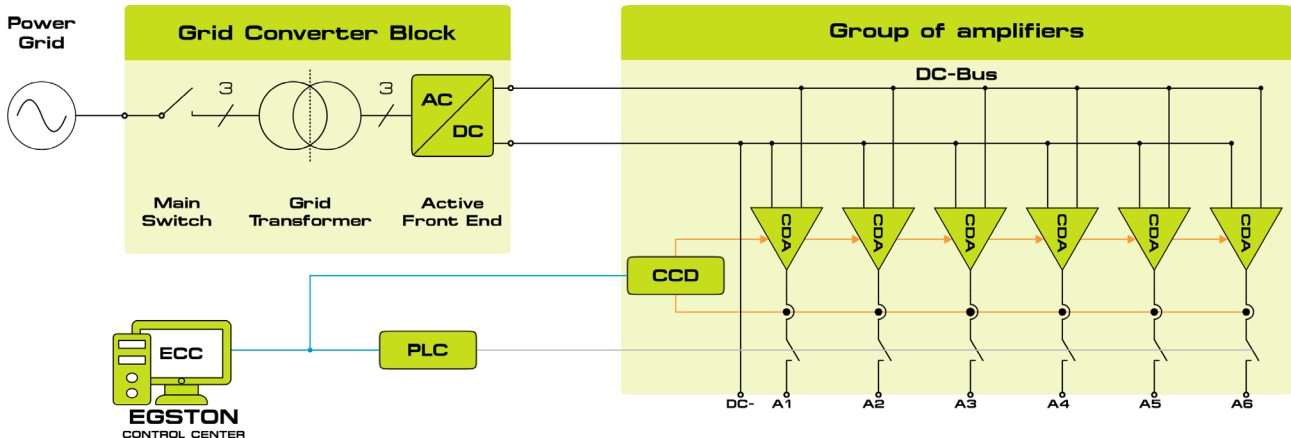 Power
Grid
Grid Converter Block
Group of amplifiers
DC-Bus
3
3
AC
DC
Main
Switch
Grid
Transformer
Active
Front End
CDA
CDA
CDA
CDA
CDA
CDA
CCD
ECC
PLC
EGSTON
CONTROL CENTER
DC-
A1
A2
A3
A4
A5
A6